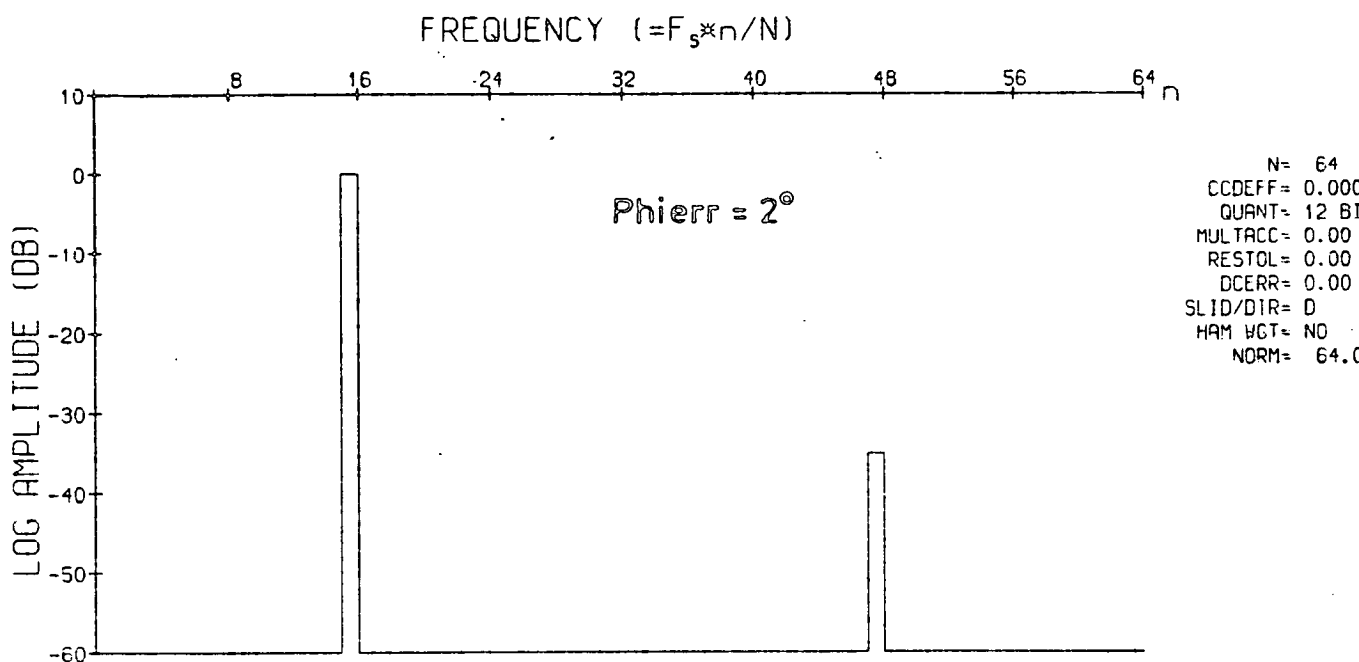 FREQUENCY (=Fs*n/N)
8 16 24 32 40 48 56 64 n
10
0
-10
-20
-30
-40
-50
-60
LOG AMPLITUDE (DB)
Phierr = 2°
N= 64
CCDEFF= 0.000
QUANT= 12 BI
MULTACC= 0.00
RESTOL= 0.00
DCERR= 0.00
SLID/DIR= D
HAM WGT= NO
NORM= 64.0